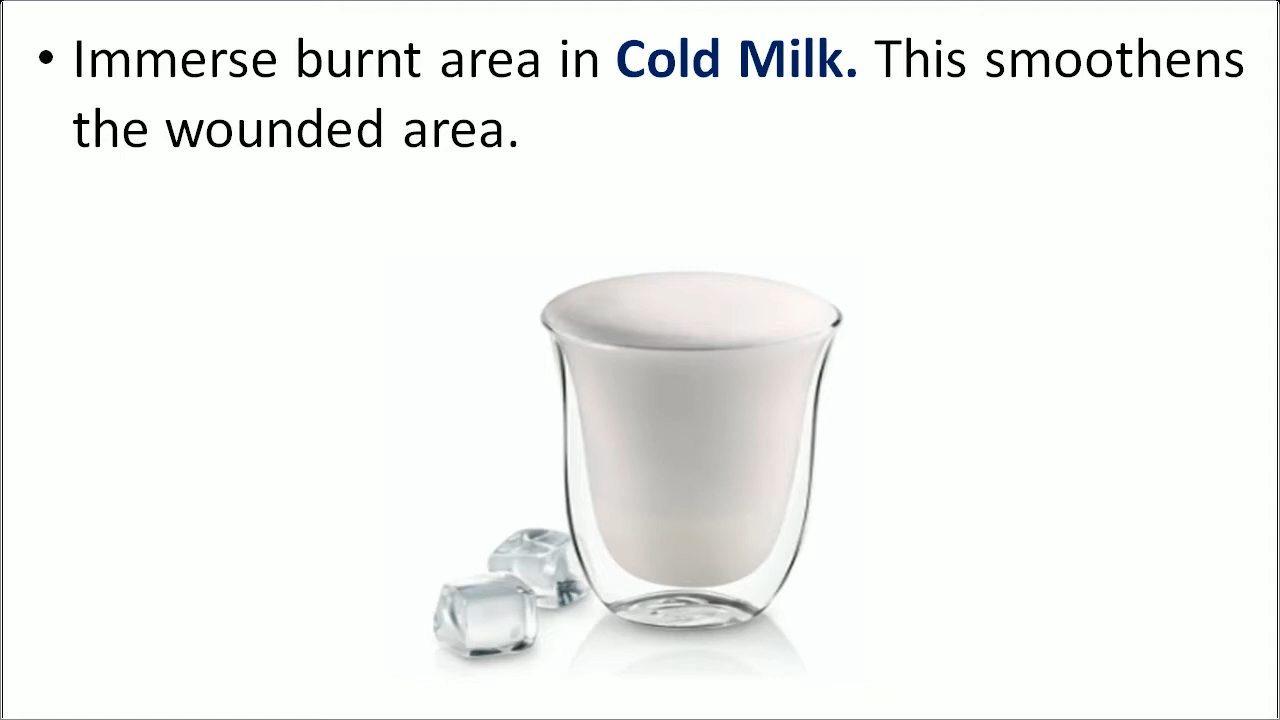 • Immerse burnt area in Cold Milk. This smoothens
the wounded area.